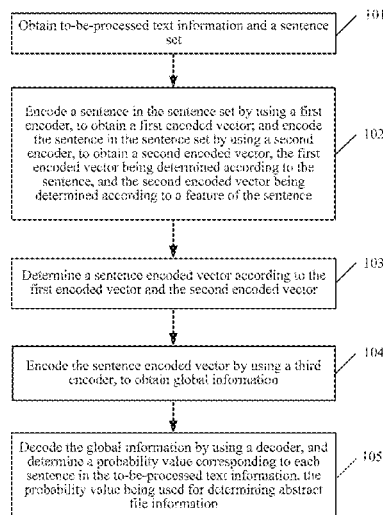 Obtain to-be-processed text information and a sentence
set
101
Encode a sentence in the sentence set by using a first
encoder, to obtain a first encoded vector; and encode
the sentence in the sentence set by using a second
encoder, to obtain a second encoded vector, the first
encoded vector being determined according to the
sentence, and the second encoded vector being
determined according to a feature of the sentence
102
Determine a sentence encoded vector according to the
first encoded vector and the second encoded vector
103
Encode the sentence encoded vector by using a third
encoder, to obtain global information
104
Decode the global information by using a decoder, and
determine a probability value corresponding to each
sentence in the to-be-processed text information, the
probability value being used for determining abstract
file information
105